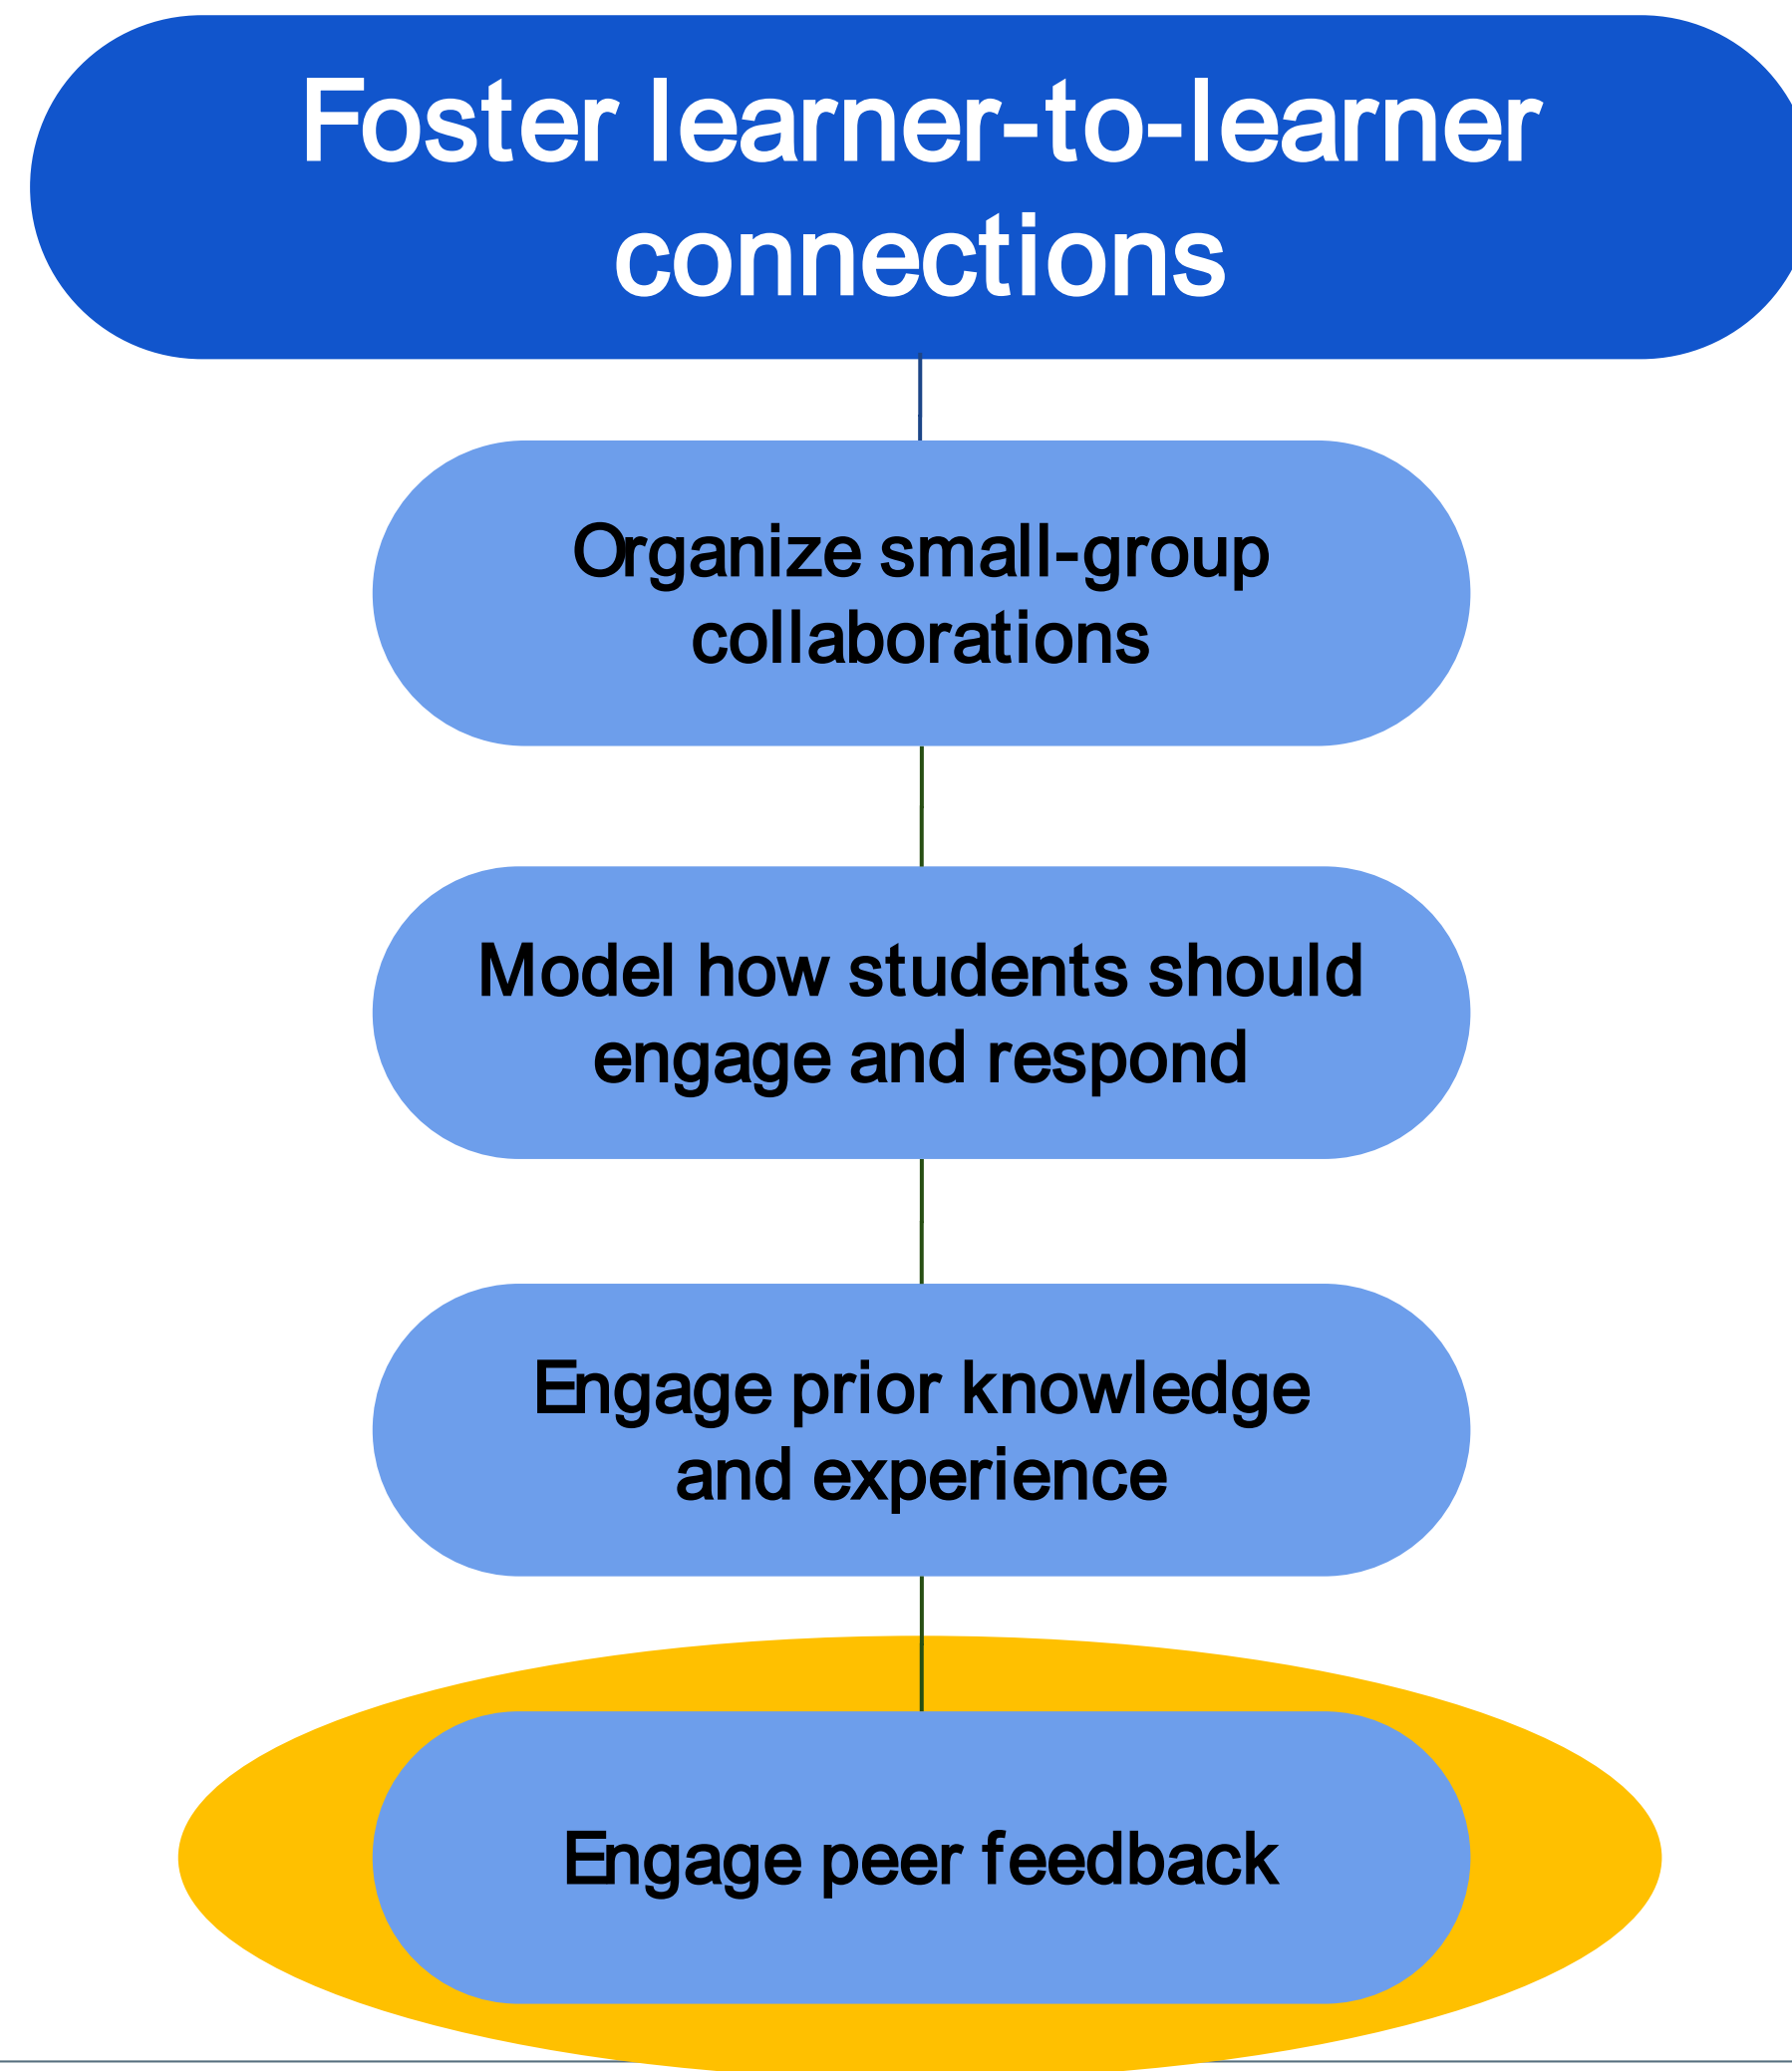 Foster learner-to-learner
connections
Organize small-group
collaborations
Model how students should
engage and respond
Engage prior knowledge
and experience
Engage peer feedback